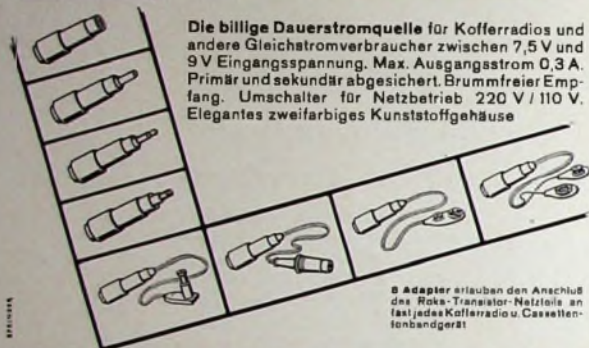 Die billige Dauerstromquelle für Kofferradios und
andere Gleichstromverbraucher zwischen 7,5 V und
9 V Eingangsspannung. Max. Ausgangsstrom 0,3 A.
Primär und sekundär abgesichert. Brummfreier Emp-
fang. Umschalter für Netzbetrieb 220 V / 110 V.
Elegantes zweifarbiges Kunststoffgehäuse
8 Adapter erlauben den Anschluß
des Roka-Transistor-Netzteils an
fast jedes Kofferradio u. Cassetten-
tonbandgerät